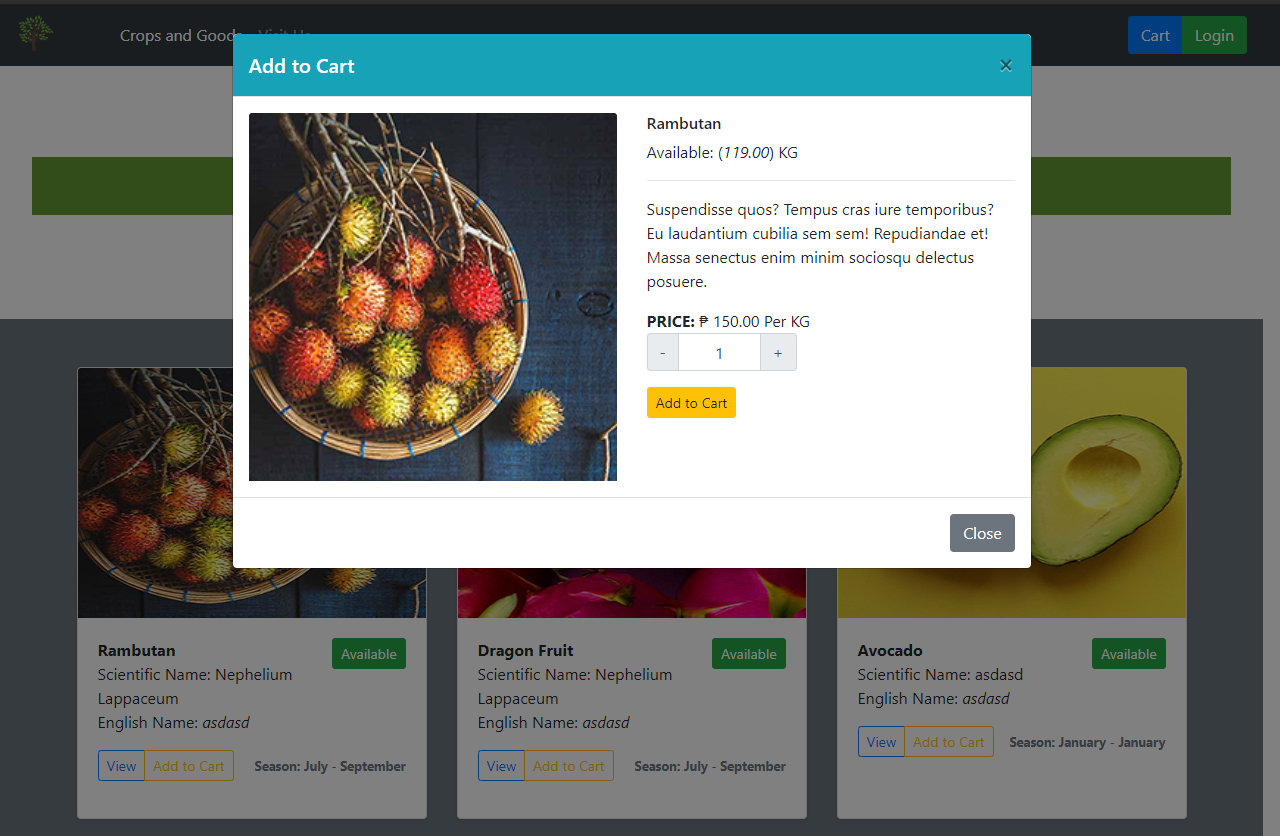 Crops and Goods Visit Us
Cart Login
Add to Cart ×
Rambutan
Available: (119.00) KG
Suspendisse quos? Tempus cras iure temporibus?
Eu laudantium cubilia sem sem! Repudiandae et!
Massa senectus enim minim sociosqu delectus
posuere.
PRICE: ₱ 150.00 Per KG
- 1 +
Add to Cart
Close
Rambutan
Available
Scientific Name: Nephelium
Lappaceum
English Name: asdasd
View Add to Cart Season: July - September
Dragon Fruit
Available
Scientific Name: Nephelium
Lappaceum
English Name: asdasd
View Add to Cart Season: July - September
Avocado
Available
Scientific Name: asdasd
English Name: asdasd
View Add to Cart Season: January - January